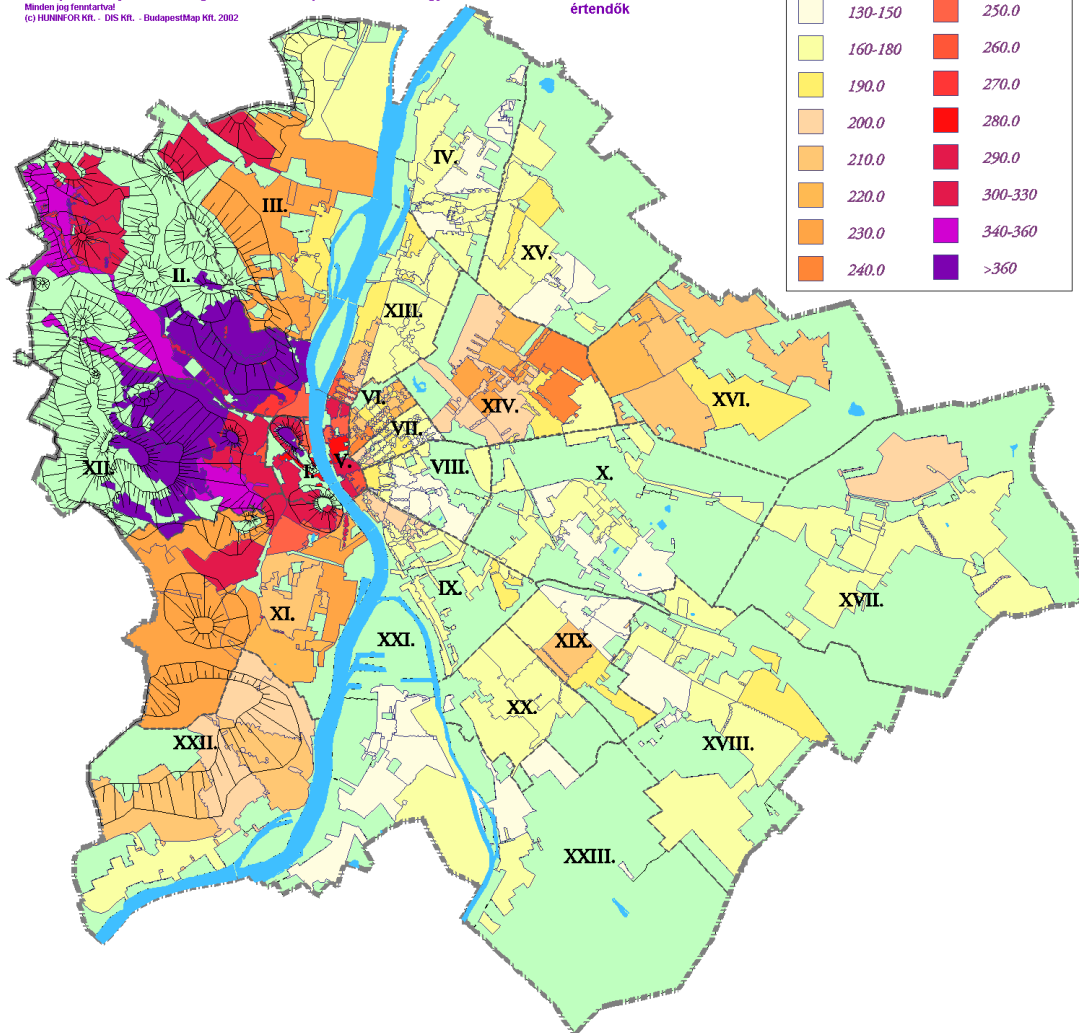 értendők
Minden jog fenntartva!
(c) HUNINFOR Kft. - DIS Kft. - BudapestMap Kft. 2002
130-150
250.0
160-180
260.0
190.0
270.0
200.0
280.0
210.0
290.0
220.0
300-330
230.0
340-360
240.0
>360
IV.
III.
XV.
II.
XIII.
VI.
XIV.
XVI.
VII.
V.
VIII.
XII.
I.
X.
IX.
XVII.
XI.
XXI.
XIX.
XX.
XXII.
XVIII.
XXIII.